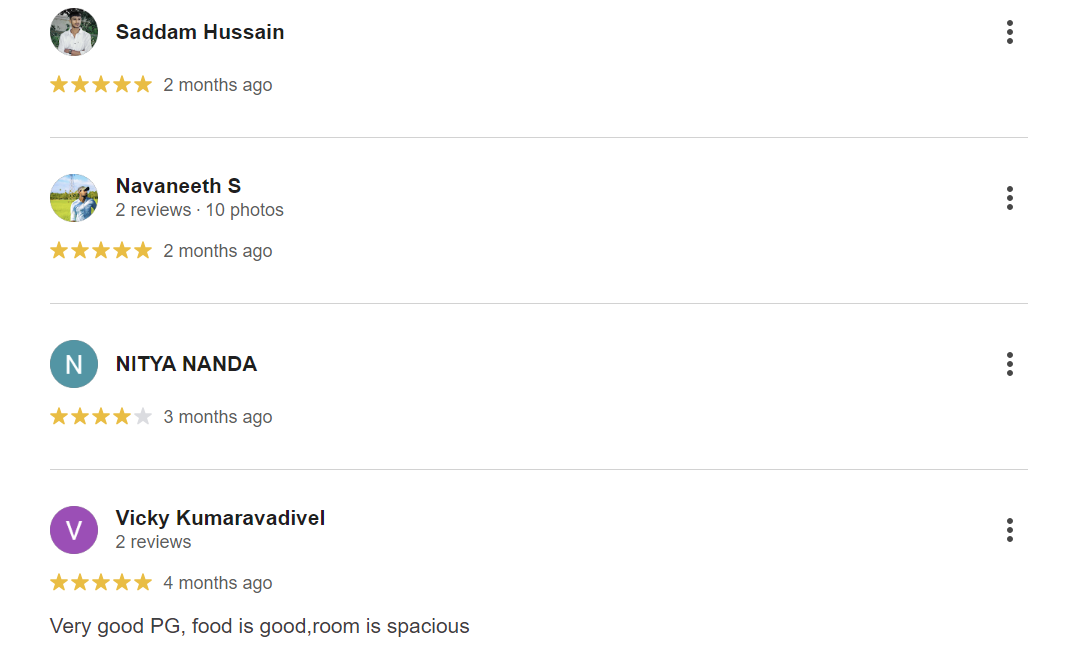 Saddam Hussain
2 months ago
Navaneeth S
2 reviews · 10 photos
2 months ago
N
NITYA NANDA
3 months ago
V
Vicky Kumaravadivel
2 reviews
4 months ago
Very good PG, food is good,room is spacious